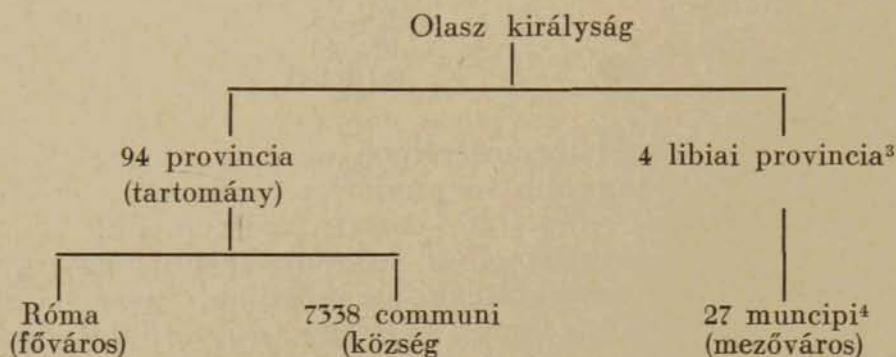 Olasz királyság
94 provincia
(tartomány)
4 libiai provincia³
Róma
(főváros)
7338 communi
(község
27 muncipi⁴
(mezőváros)